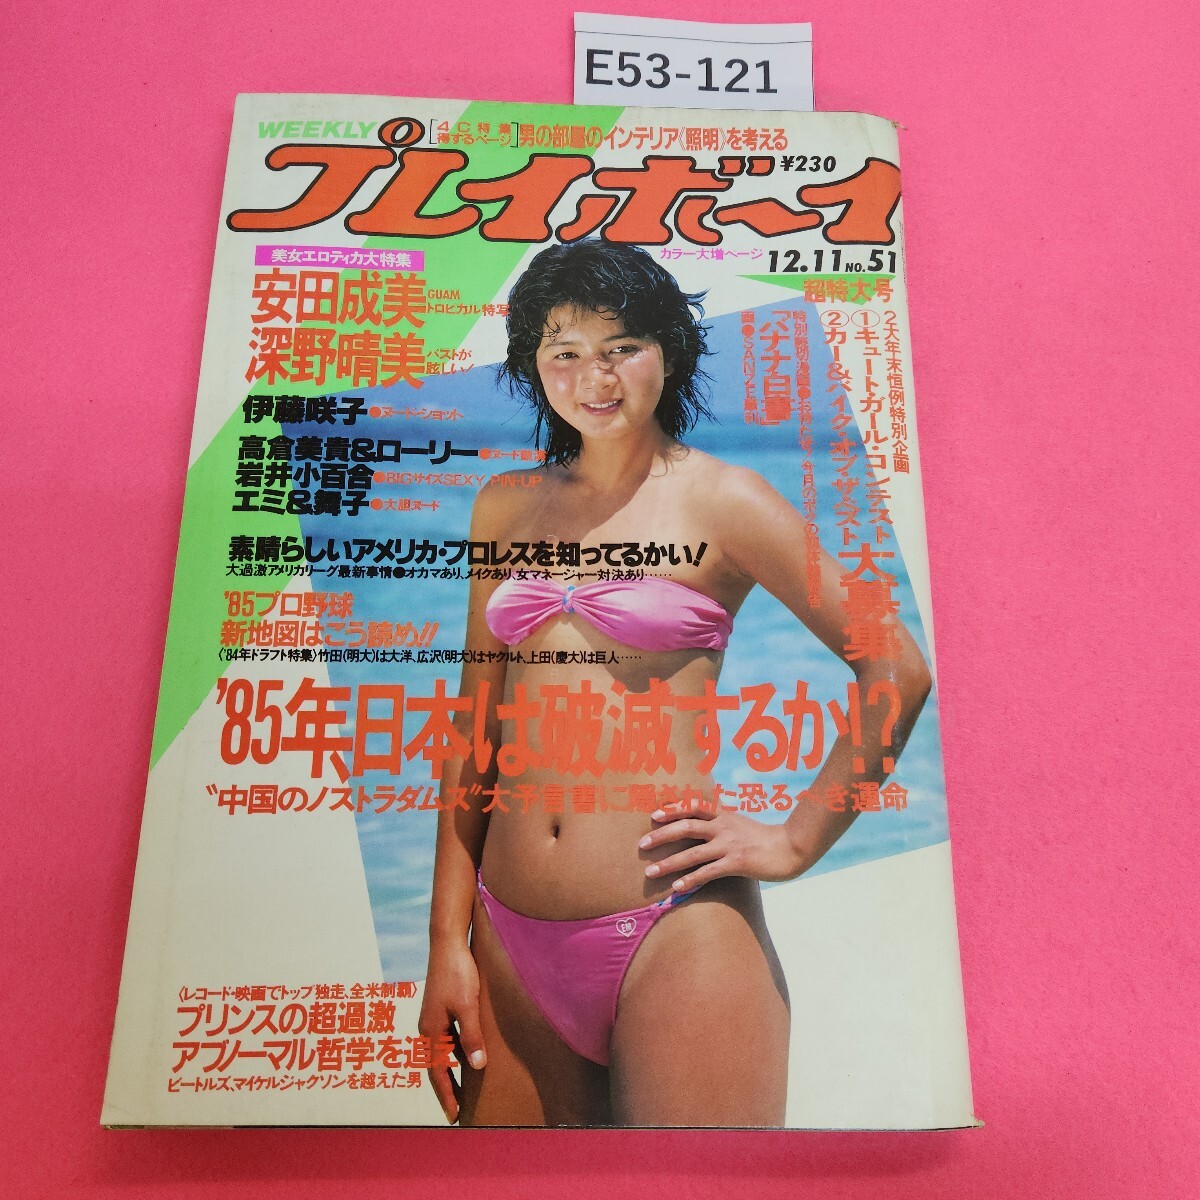 E53-121
WEEKLY
[4C特集
得するページ]男の部屋のインテリア《照明》を考える
プレイボーイ
¥230
カラー大増ページ
12.11 NO.51
超特大号
美女エロティカ大特集
安田成美 GUAM
トロピカル特写
深野晴美 バストが
眩しい!
伊藤咲子●ヌード・ショット
高倉美貴&ローリー●ヌード
岩井小百合●BIGサイズSEXY PIN-UP
エミ&舞子●大胆ヌード
2大年末恒例特別企画
①キュート・ガール・コンテスト
②カー&バイク・オブ・ザ・ベスト
大募集
「バナナ白書」
素晴らしいアメリカ・プロレスを知ってるかい!
大過激アメリカリーグ最新事情●オカマあり、メイクあり、女マネージャー対決あり……
'85プロ野球
新地図はこう読め!!
〈'84年ドラフト特集〉竹田(明大)は大洋、広沢(明大)はヤクルト、上田(慶大)は巨人……
'85年、日本は破滅するか!?
"中国のノストラダムス"大予言書に隠された恐るべき運命
EM
〈レコード・映画でトップ独走、全米制覇〉
プリンスの超過激
アブノーマル哲学を追え
ビートルズ、マイケルジャクソンを越えた男